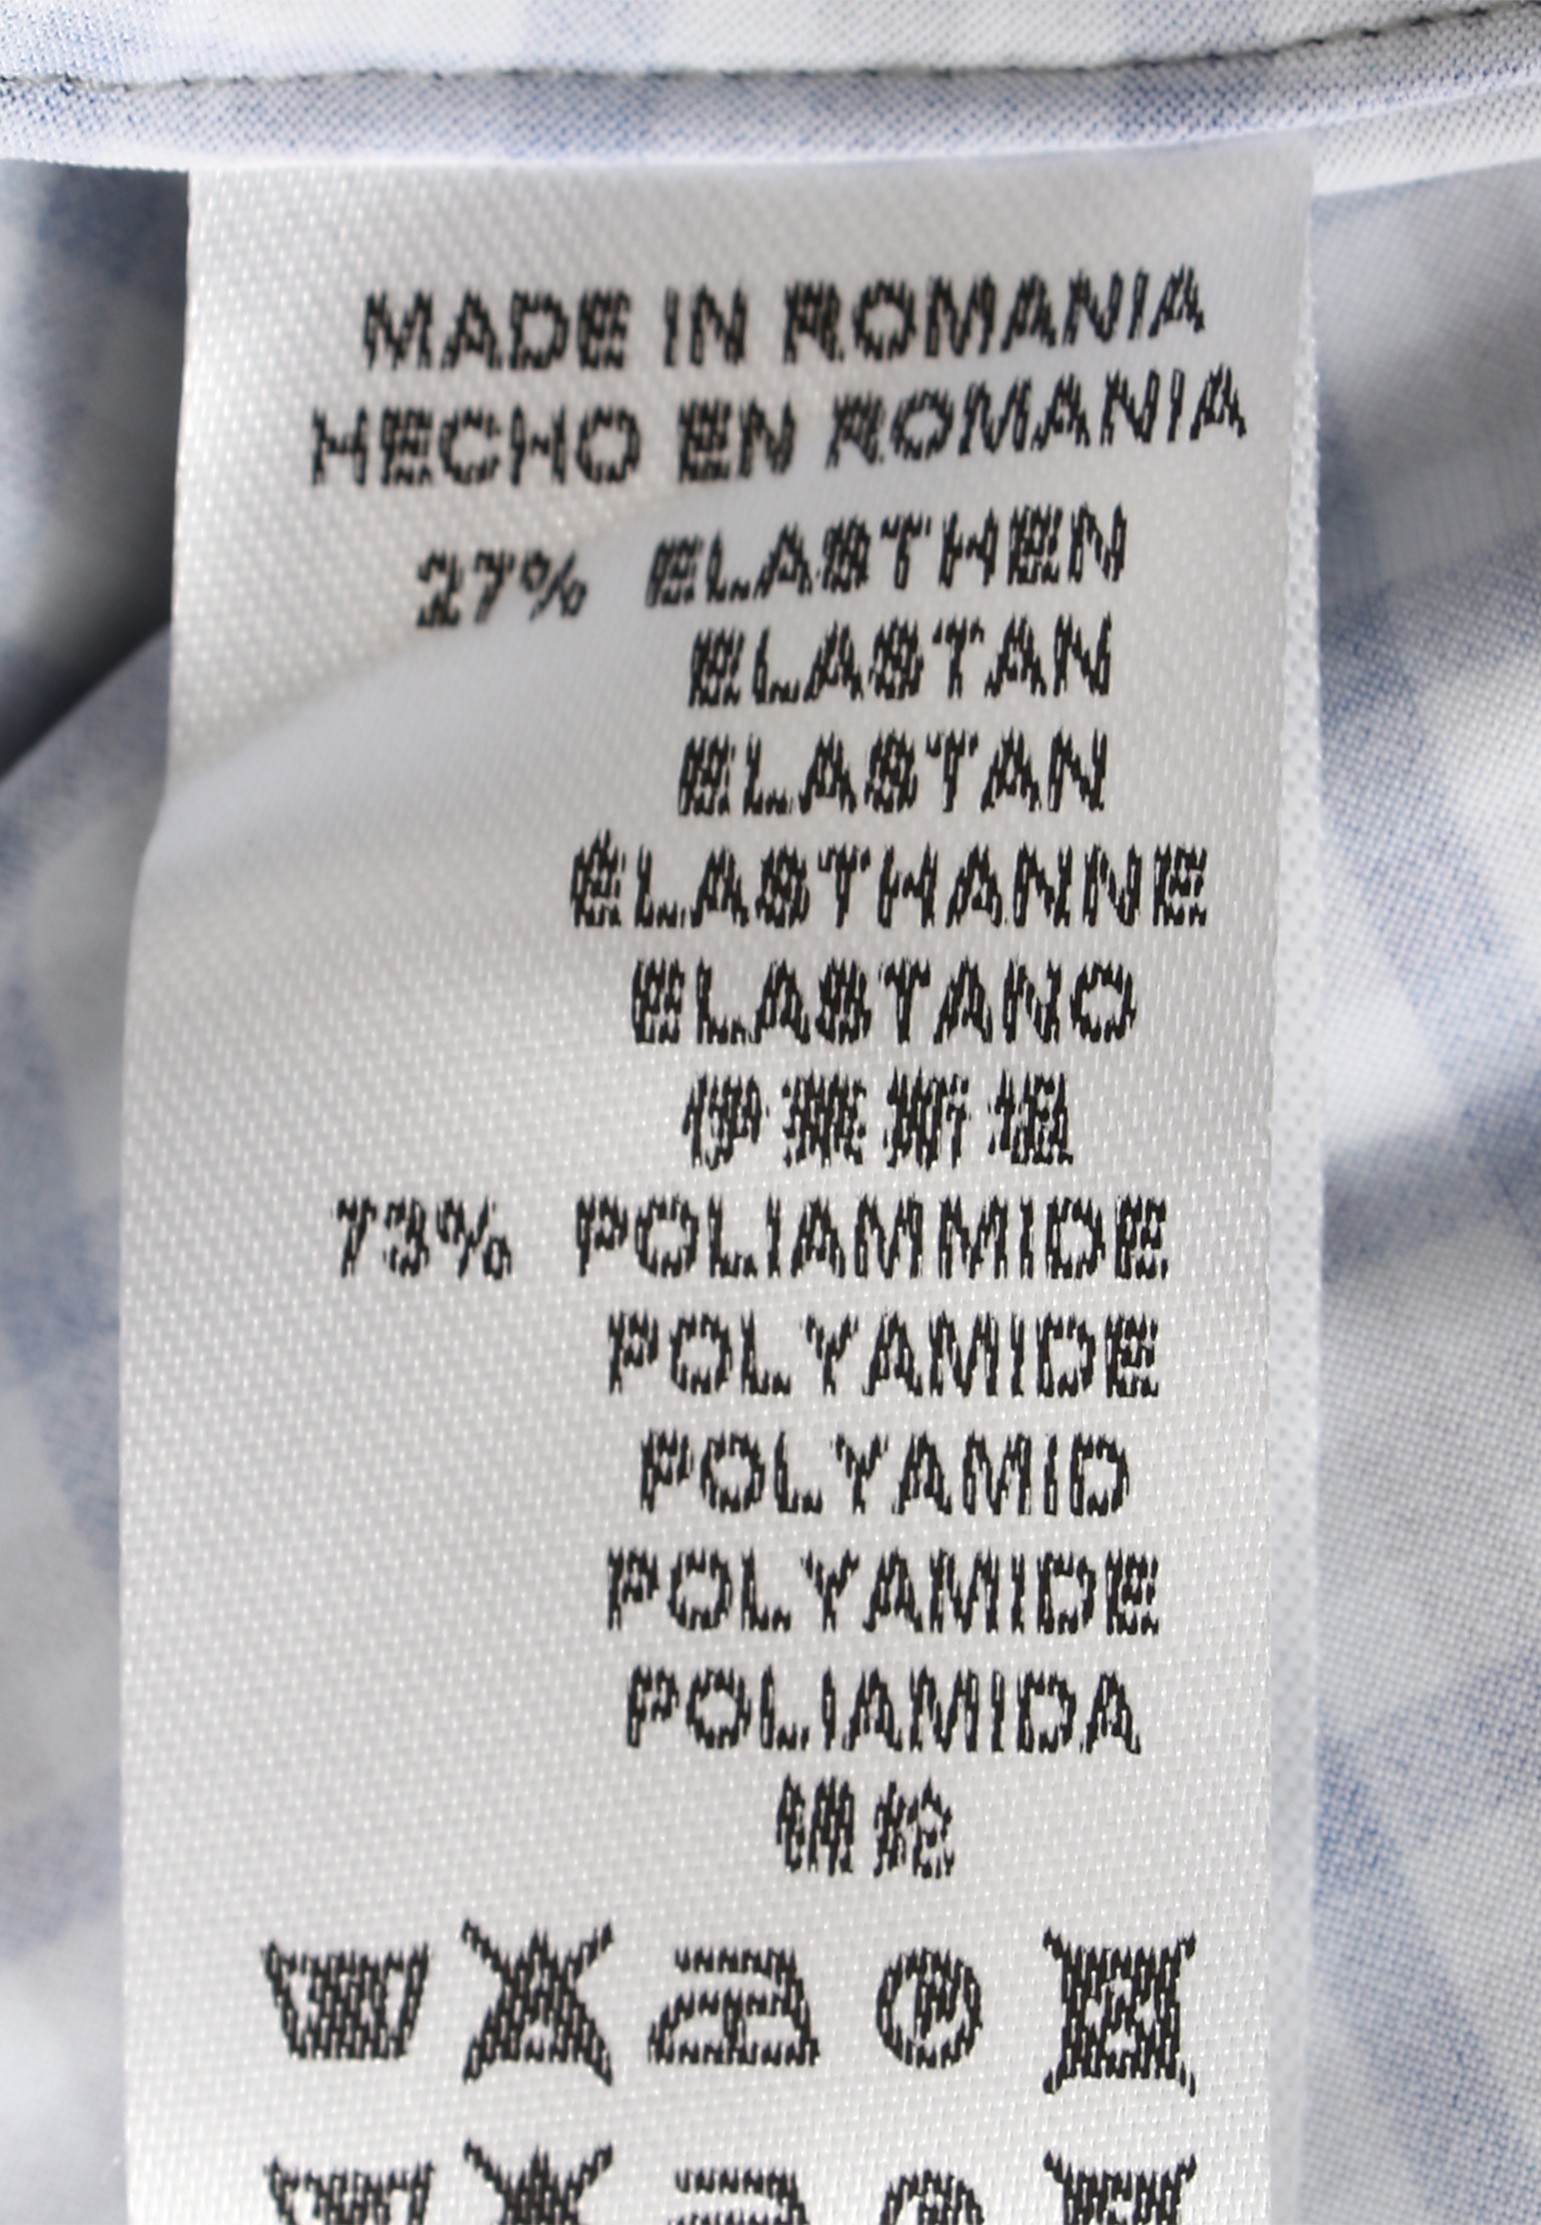 MADE IN ROMANIA
HECHO EN ROMANIA
27% ELASTHEN
ELASTAN
ELASTAN
ÉLASTHANNE
ELASTANO
73% POLIAMMIDE
POLYAMIDE
POLYAMID
POLYAMIDE
POLIAMIDA